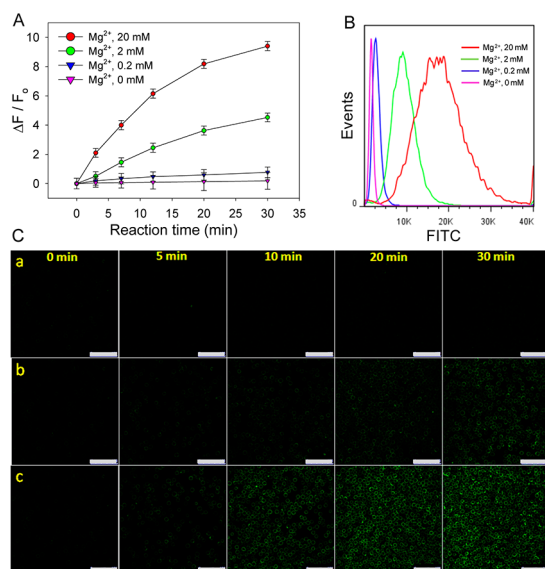 A
ΔF / Fo
10
8
6
4
2
0
Mg2+, 20 mM
Mg2+, 2 mM
Mg2+, 0.2 mM
Mg2+, 0 mM
0 5 10 15 20 25 30 35
Reaction time (min)
B
Events
0
Mg2+, 20 mM
Mg2+, 2 mM
Mg2+, 0.2 mM
Mg2+, 0 mM
10K 20K 30K 40K
FITC
C
0 min 5 min 10 min 20 min 30 min
a
b
c